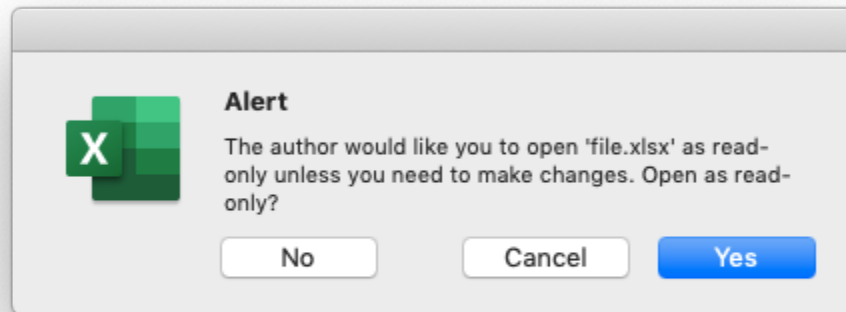 X
Alert
The author would like you to open 'file.xlsx' as read-
only unless you need to make changes. Open as read-
only?
No Cancel Yes